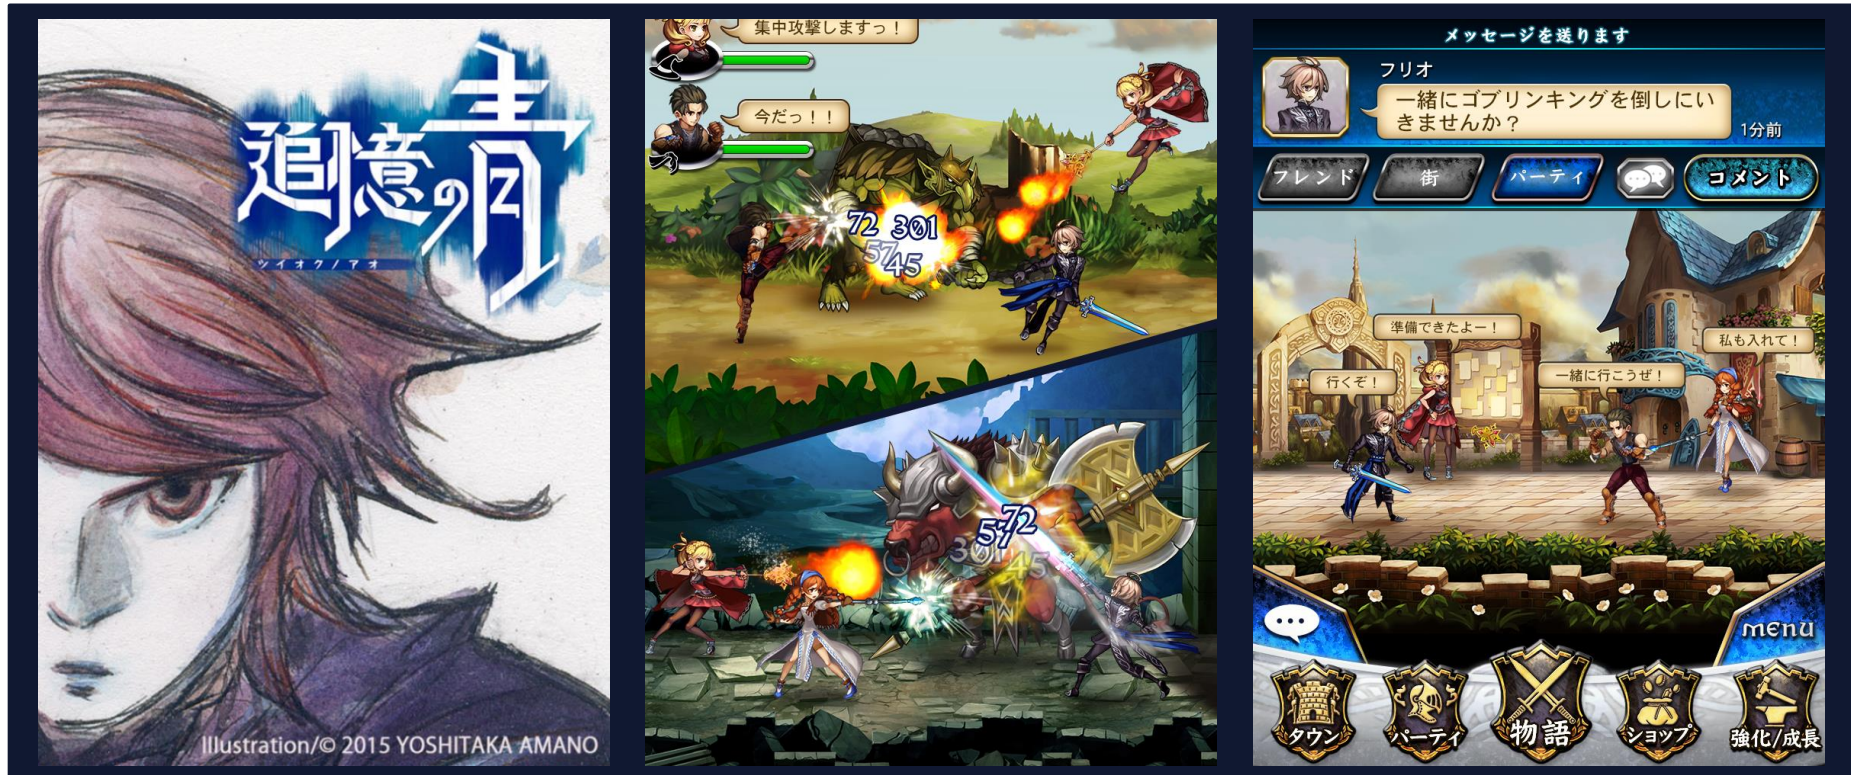 追憶の青
ツイオクノアオ
Illustration/© 2015 YOSHITAKA AMANO
集中攻撃しますっ！
今だっ！！
72 301
57 45
57 72
301 45
メッセージを送ります
フリオ
一緒にゴブリンキングを倒しにい
きませんか？
1分前
フレンド
街
パーティ
コメント
準備できたよー！
私も入れて！
行くぞ！
一緒に行こうぜ！
MENU
タウン
パーティ
物語
ショップ
強化/成長